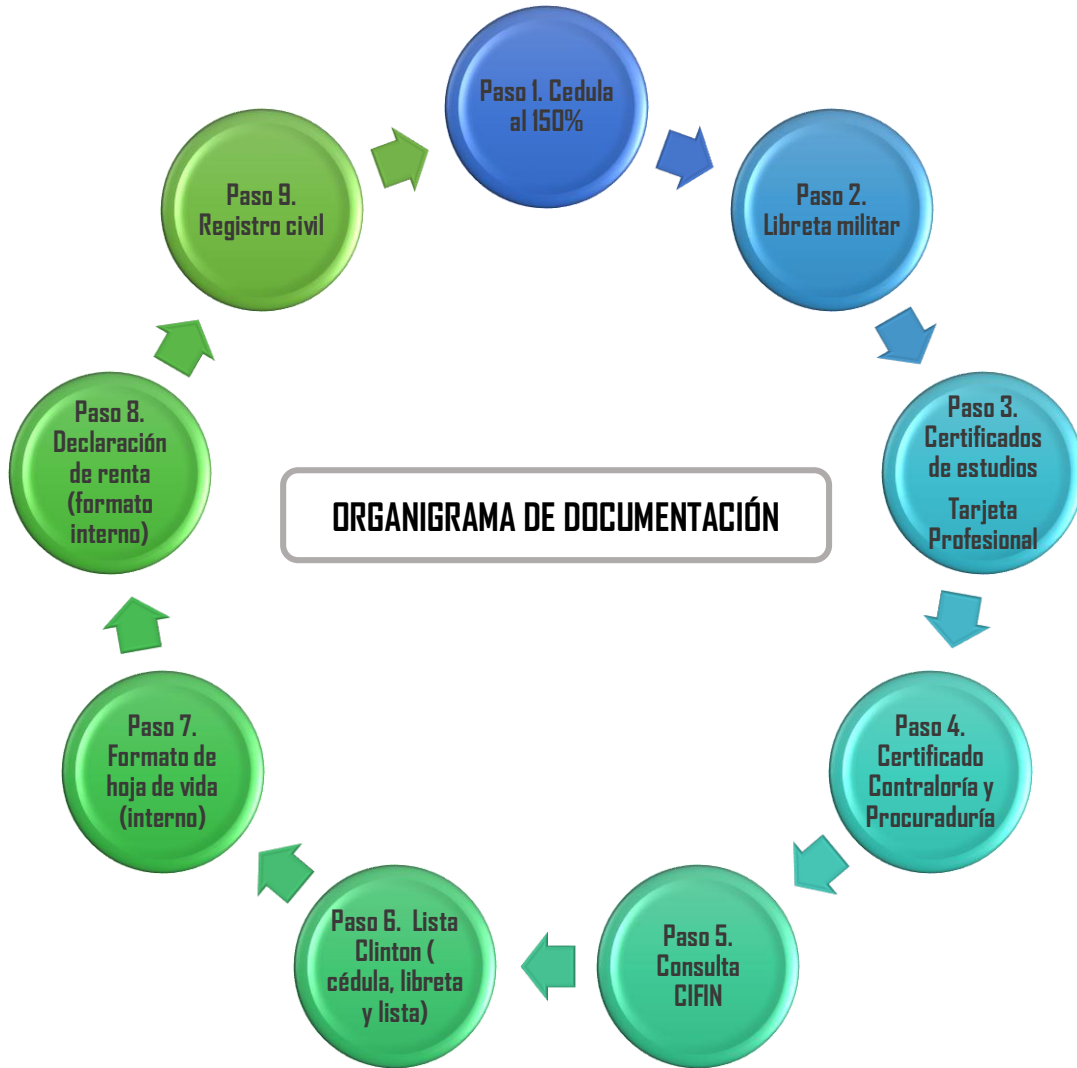 Paso 1. Cedula
al 150%
Paso 2.
Libreta militar
Paso 3.
Certificados
de estudios
Tarjeta
Profesional
Paso 4.
Certificado
Contraloría y
Procuraduría
Paso 5.
Consulta
CIFIN
Paso 6.  Lista
Clinton (
cédula, libreta
y lista)
Paso 7.
Formato de
hoja de vida
(interno)
Paso 8.
Declaración
de renta
(formato
interno)
Paso 9.
Registro civil
ORGANIGRAMA DE DOCUMENTACIÓN